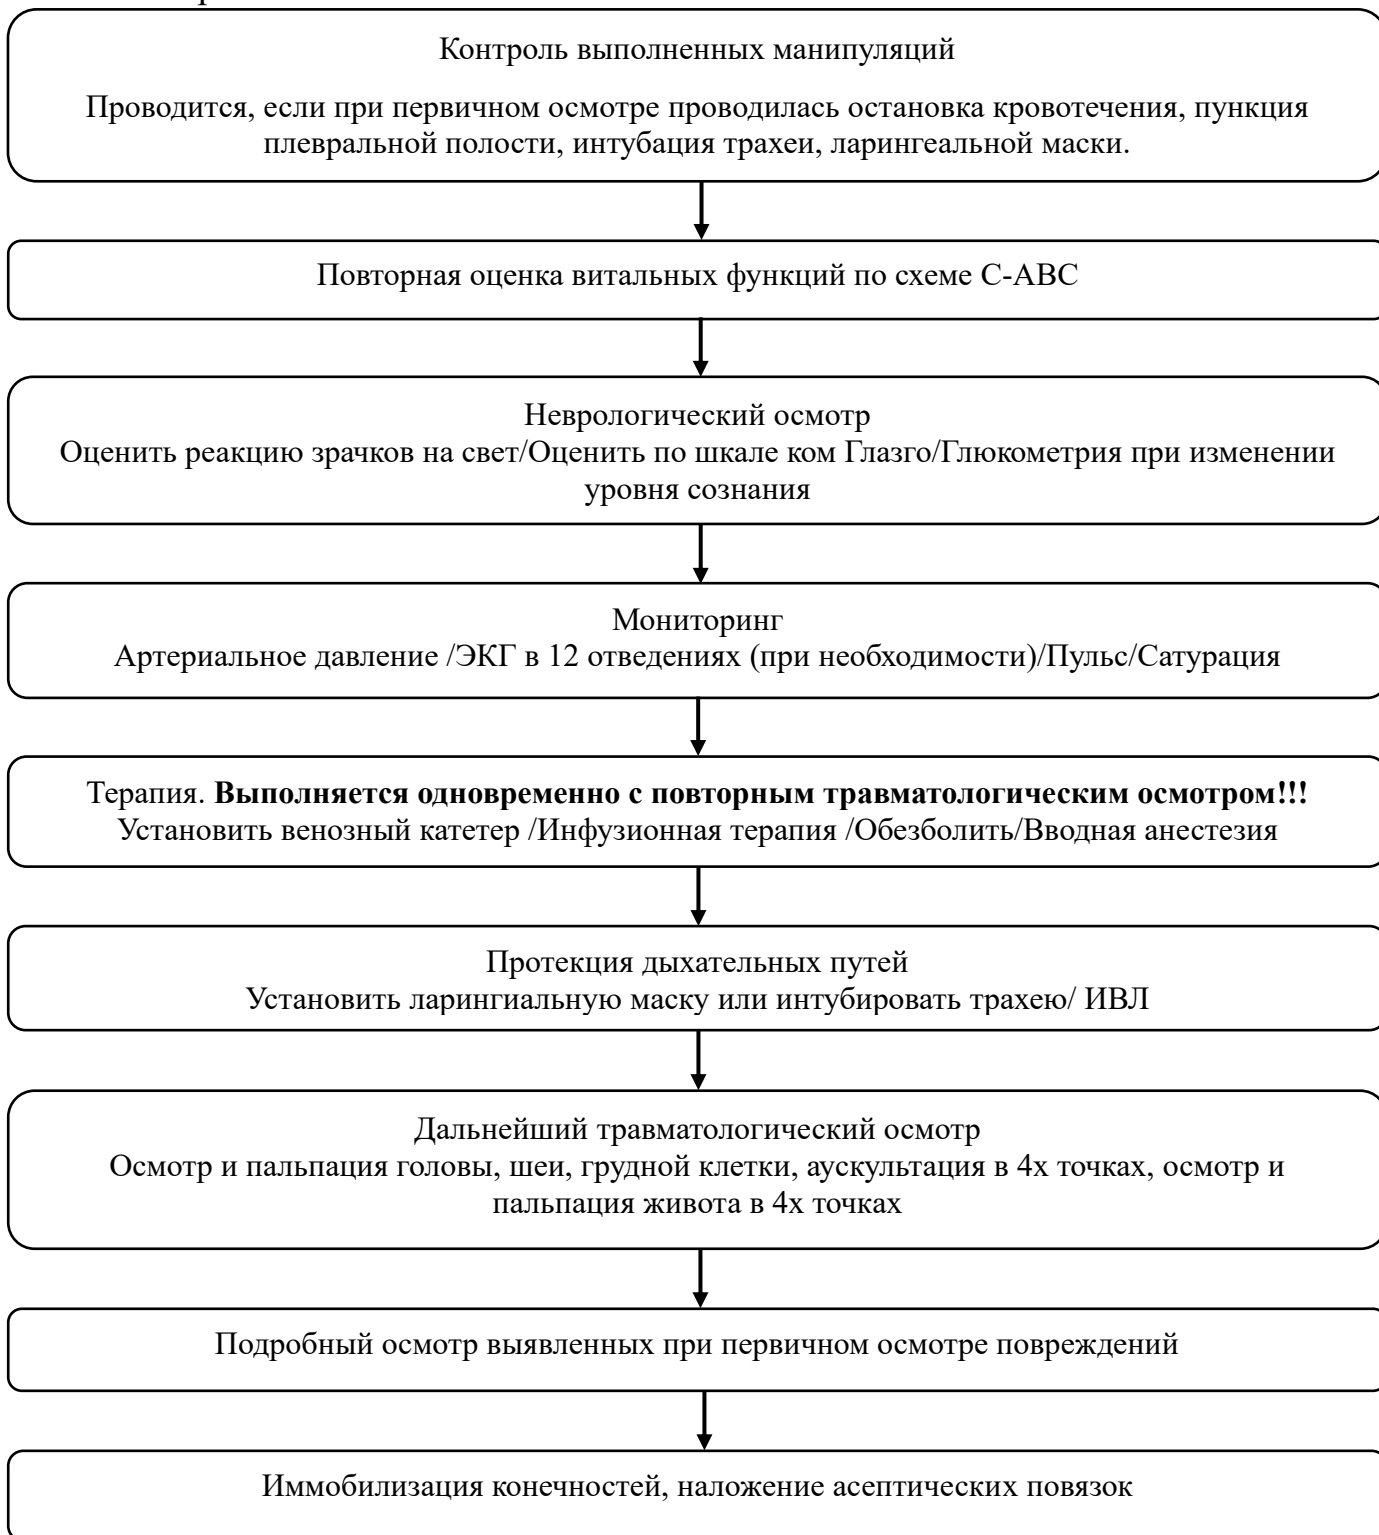 Контроль выполненных манипуляций
Проводится, если при первичном осмотре проводилась остановка кровотечения, пункция
плевральной полости, интубация трахеи, ларингеальной маски.
Повторная оценка витальных функций по схеме С-АВС
Неврологический осмотр
Оценить реакцию зрачков на свет/Оценить по шкале ком Глазго/Глюкометрия при изменении
уровня сознания
Мониторинг
Артериальное давление /ЭКГ в 12 отведениях (при необходимости)/Пульс/Сатурация
Терапия. Выполняется одновременно с повторным травматологическим осмотром!!!
Установить венозный катетер /Инфузионная терапия /Обезболить/Вводная анестезия
Протекция дыхательных путей
Установить ларингиальную маску или интубировать трахею/ ИВЛ
Дальнейший травматологический осмотр
Осмотр и пальпация головы, шеи, грудной клетки, аускультация в 4х точках, осмотр и
пальпация живота в 4х точках
Подробный осмотр выявленных при первичном осмотре повреждений
Иммобилизация конечностей, наложение асептических повязок